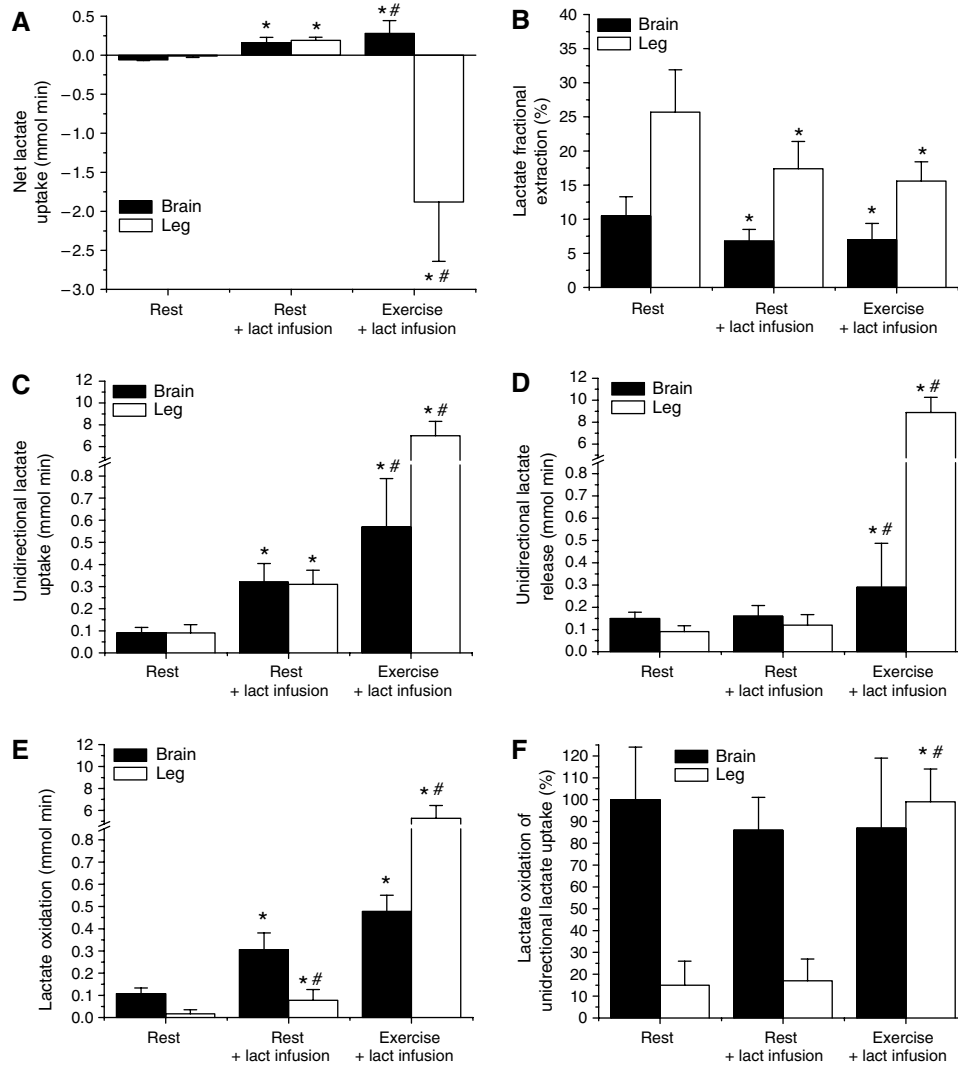 A
Net lactate
uptake (mmol min)
0.5
0.0
−0.5
−1.0
−1.5
−2.0
−2.5
−3.0
Brain
Leg
* *
* #
* #
Rest
Rest
+ lact infusion
Exercise
+ lact infusion
B
Lactate fractional
extraction (%)
40
35
30
25
20
15
10
5
0
Brain
Leg
* *
* *
Rest
Rest
+ lact infusion
Exercise
+ lact infusion
C
Unidirectional lactate
uptake (mmol min)
12
10
8
6
0.8
0.7
0.6
0.5
0.4
0.3
0.2
0.1
0.0
Brain
Leg
* *
* #
* #
Rest
Rest
+ lact infusion
Exercise
+ lact infusion
D
Unidirectional lactate
release (mmol min)
12
10
8
6
0.8
0.7
0.6
0.5
0.4
0.3
0.2
0.1
0.0
Brain
Leg
* #
* #
Rest
Rest
+ lact infusion
Exercise
+ lact infusion
E
Lactate oxidation (mmol min)
12
10
8
6
0.8
0.7
0.6
0.5
0.4
0.3
0.2
0.1
0.0
Brain
Leg
*
* #
*
* #
Rest
Rest
+ lact infusion
Exercise
+ lact infusion
F
Lactate oxidation of
unidrectional lactate uptake (%)
120
110
100
90
80
70
60
50
40
30
20
10
0
Brain
Leg
* #
Rest
Rest
+ lact infusion
Exercise
+ lact infusion